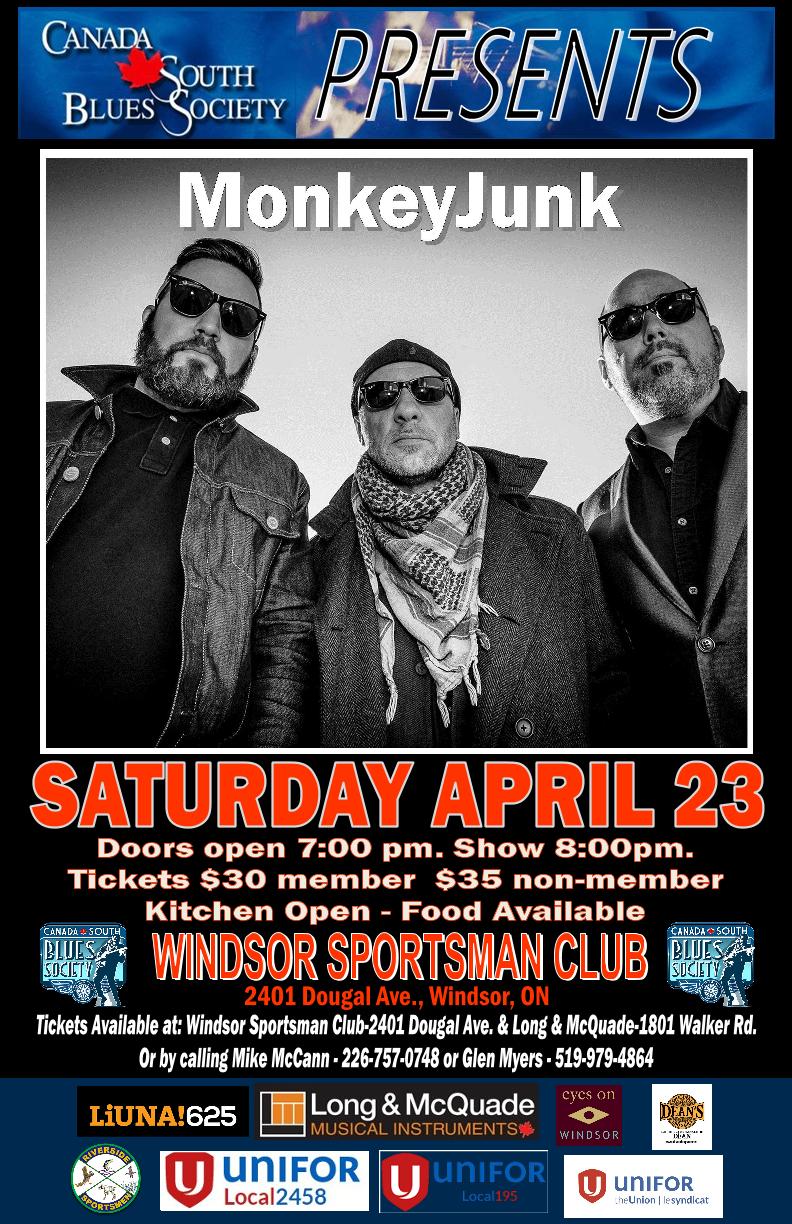 CANADA
SOUTH
BLUES SOCIETY
PRESENTS
MonkeyJunk
SATURDAY APRIL 23
Doors open 7:00 pm. Show 8:00pm.
Tickets $30 member $35 non-member
Kitchen Open - Food Available
CANADA SOUTH
BLUES
SOCIETY
WINDSOR SPORTSMAN CLUB
CANADA SOUTH
BLUES
SOCIETY
2401 Dougal Ave., Windsor, ON
Tickets Available at: Windsor Sportsman Club-2401 Dougal Ave. & Long & McQuade-1801 Walker Rd.
Or by calling Mike McCann - 226-757-0748 or Glen Myers - 519-979-4864
LiUNA!625
Long & McQuade
MUSICAL INSTRUMENTS
eyes on
WINDSOR
DEAN'S
DEAN
RIVERSIDE
SPORTSMEN
UNIFOR
Local2458
UNIFOR
Local195
UNIFOR
theUnion | lesyndicat